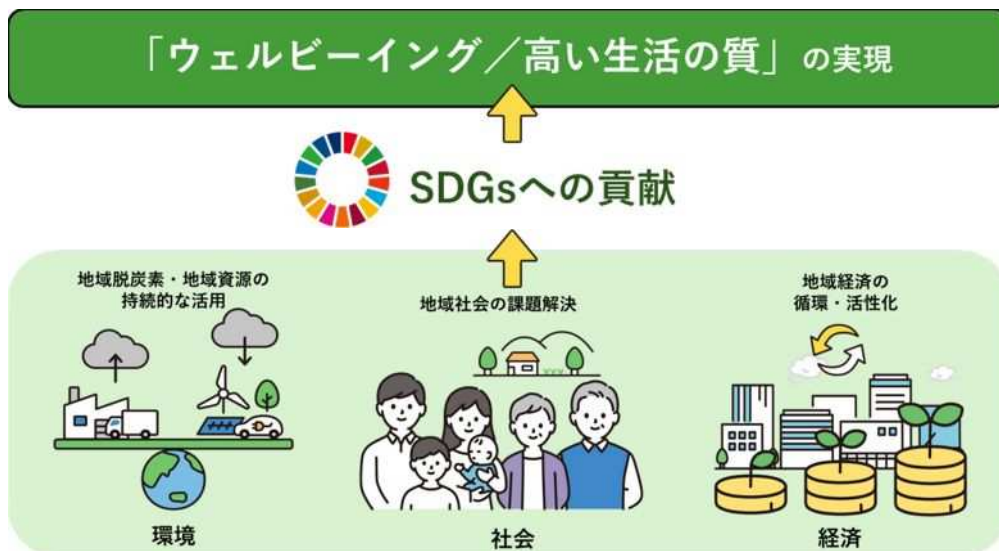 「ウェルビーイング／高い生活の質」の実現
SDGsへの貢献
地域脱炭素・地域資源の
持続的な活用
地域社会の課題解決
地域経済の
循環・活性化
環境
社会
経済